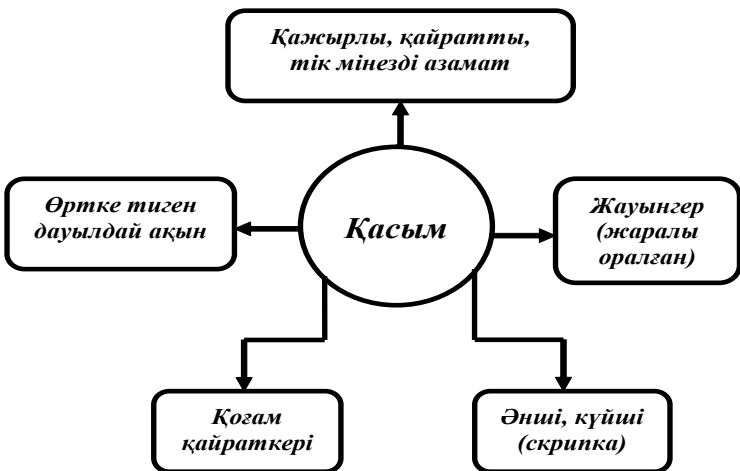 Қажырлы, қайратты,
тік мінезді азамат
Өртке тиген
дауылдай ақын
Қасым
Жауынгер
(жаралы
оралған)
Қоғам
қайраткері
Әнші, күйші
(скрипка)